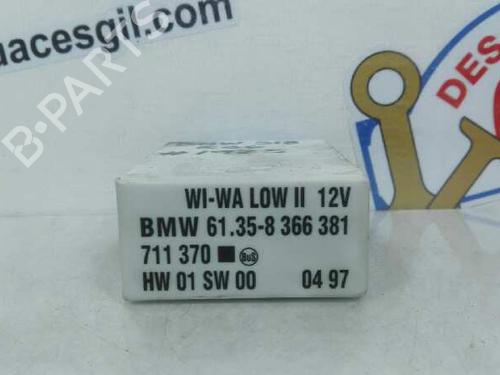 uacesgil.com
B-PARTS
DES
WI-WA LOW II 12V
BMW 61.35-8 366 381
711 370 BuS
HW 01 SW 00 04 97